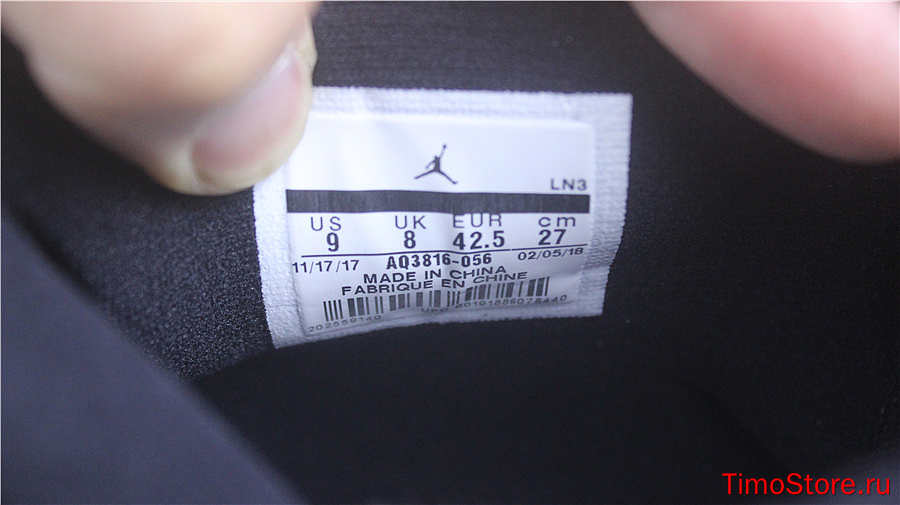 LN3
US UK EUR cm
9 8 42.5 27
11/17/17 AQ3816-056 02/05/18
MADE IN CHINA
FABRIQUE EN CHINE
202559140
TimoStore.ru